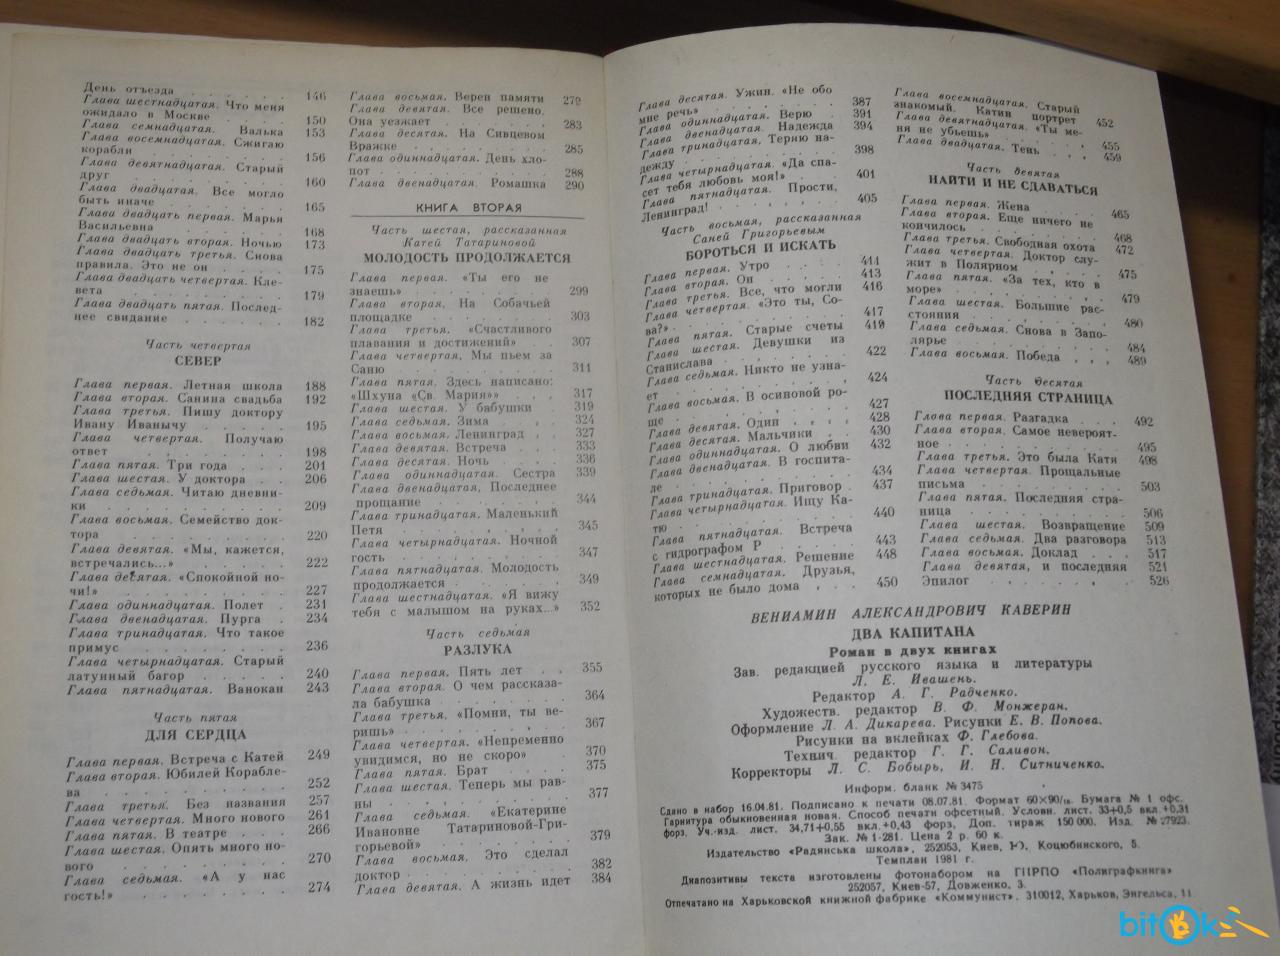 День отъезда . . . . . . 146
Глава шестнадцатая. Что меня
ожидало в Москве . . . 150
Глава семнадцатая. Валька 153
Глава восемнадцатая. Сжигаю
корабли . . . . . . 156
Глава девятнадцатая. Старый
друг . . . . . . 160
Глава двадцатая. Все могло
быть иначе . . . . . 165
Глава двадцать первая. Марья
Васильевна . . . . . 168
Глава двадцать вторая. Ночью 173
Глава двадцать третья. Снова
правила. Это не он . . . 175
Глава двадцать четвертая. Кле-
вета . . . . . . 179
Глава двадцать пятая. Послед-
нее свидание . . . . . 182
Часть четвертая
СЕВЕР
Глава первая. Летная школа 188
Глава вторая. Санина свадьба 192
Глава третья. Пишу доктору
Ивану Иванычу . . . . 195
Глава четвертая. Получаю
ответ . . . . . . 198
Глава пятая. Три года . . . 201
Глава шестая. У доктора . . 206
Глава седьмая. Читаю дневни-
ки . . . . . . 209
Глава восьмая. Семейство док-
тора . . . . . . 220
Глава девятая. «Мы, кажется,
встречались...» . . . . 222
Глава десятая. «Спокойной но-
чи!» . . . . . . 227
Глава одиннадцатая. Полет . 231
Глава двенадцатая. Пурга . 234
Глава тринадцатая. Что такое
примус . . . . . . 236
Глава четырнадцатая. Старый
латунный багор . . . . 240
Глава пятнадцатая. Ванокан 243
Часть пятая
ДЛЯ СЕРДЦА
Глава первая. Встреча с Катей 249
Глава вторая. Юбилей Корабле-
ва . . . . . . 252
Глава третья. Без названия 257
Глава четвертая. Много нового 261
Глава пятая. В театре . . . 266
Глава шестая. Опять много но-
вого . . . . . . 270
Глава седьмая. «А у нас
гость!» . . . . . . 274
Глава восьмая. Верен памяти 279
Глава девятая. Все решено.
Она уезжает . . . . 283
Глава десятая. На Сивцевом
Вражке . . . . . . 285
Глава одиннадцатая. День хло-
пот . . . . . . 288
Глава двенадцатая. Ромашка 290
КНИГА ВТОРАЯ
Часть шестая, рассказанная
Катей Татариновой
МОЛОДОСТЬ ПРОДОЛЖАЕТСЯ
Глава первая. «Ты его не
знаешь» . . . . . . 299
Глава вторая. На Собачьей
площадке . . . . . 303
Глава третья. «Счастливого
плавания и достижений» . . 307
Глава четвертая, Мы пьем за
Саню . . . . . . 311
Глава пятая. Здесь написано:
«Шхуна «Св. Мария»» . . . 317
Глава шестая. У бабушки . 319
Глава седьмая. Зима . . . 324
Глава восьмая. Ленинград . . 327
Глава девятая. Встреча . . . 333
Глава десятая. Ночь . . . 336
Глава одиннадцатая. Сестра 339
Глава двенадцатая, Последнее
прощание . . . . . 344
Глава тринадцатая. Маленький
Петя . . . . . . 345
Глава четырнадцатая. Ночной
гость . . . . . . 347
Глава пятнадцатая. Молодость
продолжается . . . . . 349
Глава шестнадцатая. «Я вижу
тебя с малышом на руках...» 352
Часть седьмая
РАЗЛУКА
Глава первая. Пять лет . . . 355
Глава вторая. О чем рассказа-
ла бабушка . . . . . 364
Глава третья. «Помни, ты ве-
ришь» . . . . . . 367
Глава четвертая. «Непременно
увидимся, но не скоро» . . 370
Глава пятая. Брат . . . . 375
Глава шестая. Теперь мы рав-
ны . . . . . . 377
Глава седьмая. «Екатерине
Ивановне Татариновой-Гри-
горьевой» . . . . . 379
Глава восьмая. Это сделал
доктор . . . . . . 382
Глава девятая. А жизнь идет 384
Глава десятая. Ужин. «Не обо
мне речь» . . . . . 387
Глава одиннадцатая. Верю . 391
Глава двенадцатая. Надежда 394
Глава тринадцатая, Теряю на-
дежду . . . . . . 398
Глава четырнадцатая. «Да спа-
сет тебя любовь моя!» . . . 401
Глава пятнадцатая. Прости,
Ленинград! . . . . . 405
Часть восьмая, рассказанная
Саней Григорьевым
БОРОТЬСЯ И ИСКАТЬ
Глава первая. Утро . . . . 411
Глава вторая. Он . . . . 413
Глава третья. Все, что могли 416
Глава четвертая. «Это ты, Со-
ва?» . . . . . . 417
Глава пятая. Старые счеты 419
Глава шестая. Девушки из
Станислава . . . . . 422
Глава седьмая. Никто не узна-
ет . . . . . . 424
Глава восьмая. В осиновой ро-
ще . . . . . . 427
Глава девятая. Один . . . . 428
Глава десятая. Мальчики . . 430
Глава одиннадцатая. О любви 432
Глава двенадцатая. В госпита-
ле . . . . . . 434
Глава тринадцатая. Приговор . 437
Глава четырнадцатая. Ищу Ка-
тю . . . . . . 440
Глава пятнадцатая. Встреча
с гидрографом Р . . . . 443
Глава шестнадцатая. Решение 448
Глава семнадцатая. Друзья,
которых не было дома . . . 450
Глава восемнадцатая. Старый
знакомый. Катин портрет 452
Глава девятнадцатая. «Ты ме-
ня не убьешь» . . . . 455
Глава двадцатая. Тень . . . 459
Часть девятая
НАЙТИ И НЕ СДАВАТЬСЯ
Глава первая. Жена . . . . 465
Глава вторая. Еще ничего не
кончилось . . . . . 468
Глава третья. Свободная охота 472
Глава четвертая. Доктор слу-
жит в Полярном . . . . 475
Глава пятая. «За тех, кто в
море» . . . . . . 479
Глава шестая. Большие рас-
стояния . . . . . . 480
Глава седьмая. Снова в Запо-
лярье . . . . . . 484
Глава восьмая. Победа . . . 489
Часть десятая
ПОСЛЕДНЯЯ СТРАНИЦА
Глава первая. Разгадка . . . 492
Глава вторая. Самое невероят-
ное . . . . . . 495
Глава третья. Это была Катя 498
Глава четвертая. Прощальные
письма . . . . . . 503
Глава пятая. Последняя стра-
ница . . . . . . 506
Глава шестая. Возвращение 509
Глава седьмая. Два разговора 513
Глава восьмая. Доклад . . . 517
Глава девятая, и последняя 521
Эпилог . . . . . . 526
ВЕНИАМИН АЛЕКСАНДРОВИЧ КАВЕРИН
ДВА КАПИТАНА
Роман в двух книгах
Зав. редакцией русского языка и литературы
Л. Е. Ивашень.
Редактор А. Г. Радченко.
Художеств. редактор В. Ф. Монжеран.
Оформление Л. А. Дикарева. Рисунки Е. В. Попова.
Рисунки на вклейках Ф. Глебова.
Технич. редактор Г. Г. Саливон.
Корректоры Л. С. Бобырь, И. Н. Ситниченко.
Информ. бланк № 3475
Сдано в набор 16.04.81. Подписано к печати 08.07.81. Формат 60×90/16. Бумага № 1 офс.
Гарнитура обыкновенная новая. Способ печати офсетный. Условн. лист. 33+0,5 вкл.+0,31
форз. Уч.-изд. лист. 34,71+0,55 вкл.+0,43 форз, Доп. тираж 150 000. Изд. № 27923.
Зак. № 1-281. Цена 2 р. 60 к.
Издательство «Радянська школа», 252053, Киев, Ю. Коцюбинского, 5.
Темплан 1981 г.
Диапозитивы текста изготовлены фотонабором на ГПРПО «Полиграфкнига»
252057, Киев-57, Довженко, 3.
Отпечатано на Харьковской книжной фабрике «Коммунист». 310012, Харьков, Энгельса, 11
bitOk